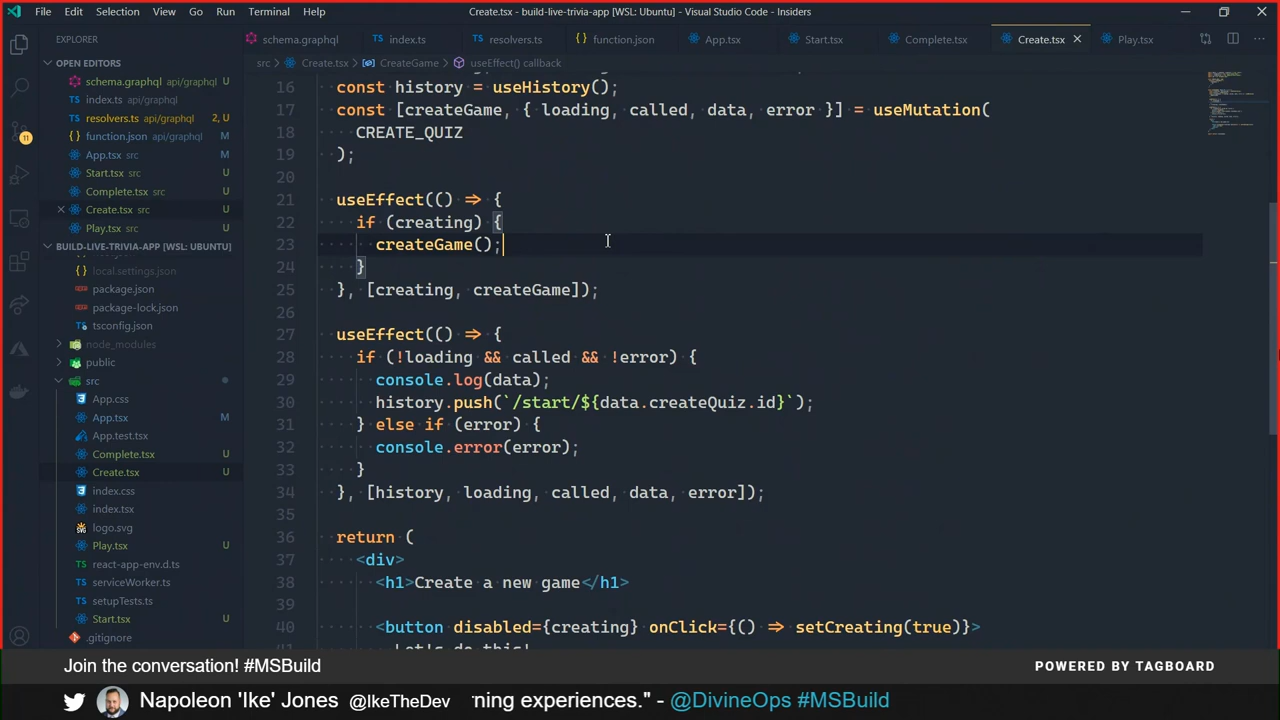 File Edit Selection View Go Run Terminal Help
Create.tsx - build-live-trivia-app [WSL: Ubuntu] - Visual Studio Code - Insiders
EXPLORER
schema.graphql index.ts resolvers.ts function.json App.tsx Start.tsx Complete.tsx Create.tsx Play.tsx
OPEN EDITORS
src > Create.tsx > CreateGame > useEffect() callback
schema.graphql api/graphql
index.ts api/graphql
resolvers.ts api/graphql 2, U
function.json api/graphql M
App.tsx src M
Start.tsx src U
Complete.tsx src U
Create.tsx src U
Play.tsx src U
BUILD-LIVE-TRIVIA-APP [WSL: UBUNTU]
local.settings.json
package.json
package-lock.json
tsconfig.json
node_modules
public
src
App.css
App.tsx M
App.test.tsx
Complete.tsx U
Create.tsx U
index.css
index.tsx
logo.svg
Play.tsx U
react-app-env.d.ts
serviceWorker.ts
setupTests.ts
Start.tsx U
.gitignore
11
16 const history = useHistory();
17 const [createGame, { loading, called, data, error }] = useMutation(
18 CREATE_QUIZ
19 );
20
21 useEffect(() => {
22 if (creating) {
23 createGame();
24 }
25 }, [creating, createGame]);
26
27 useEffect(() => {
28 if (!loading && called && !error) {
29 console.log(data);
30 history.push(`/start/${data.createQuiz.id}`);
31 } else if (error) {
32 console.error(error);
33 }
34 }, [history, loading, called, data, error]);
35
36 return (
37 <div>
38 <h1>Create a new game</h1>
39
40 <button disabled={creating} onClick={() => setCreating(true)}>
41 Let's do this!
Join the conversation! #MSBuild
POWERED BY TAGBOARD
Napoleon 'Ike' Jones @IkeTheDev ning experiences." - @DivineOps #MSBuild